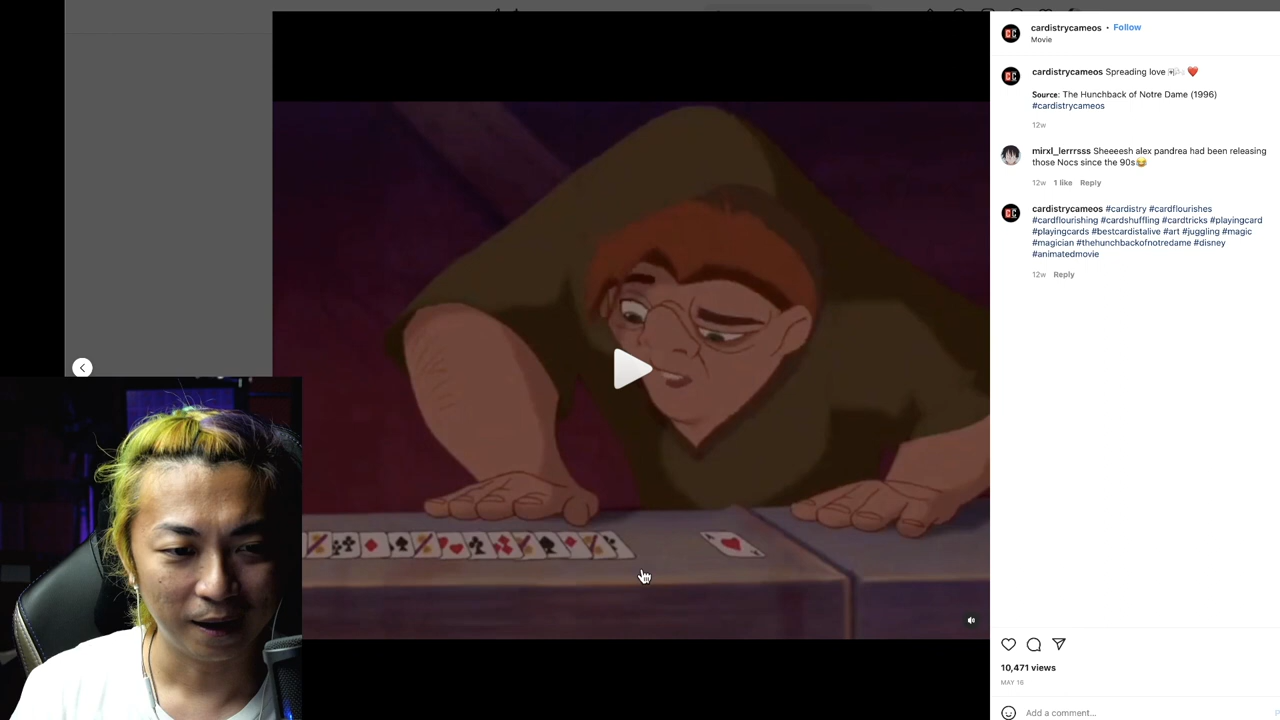 cardistrycameos • Follow
Movie
cardistrycameos Spreading love ❤️
Source: The Hunchback of Notre Dame (1996)
#cardistrycameos
12w
mirxl_lerrrsss Sheeeesh alex pandrea had been releasing
those Nocs since the 90s😂
12w 1 like Reply
cardistrycameos #cardistry #cardflourishes
#cardflourishing #cardshuffling #cardtricks #playingcard
#playingcards #bestcardistalive #art #juggling #magic
#magician #thehunchbackofnotredame #disney
#animatedmovie
12w Reply
10,471 views
MAY 16
Add a comment...